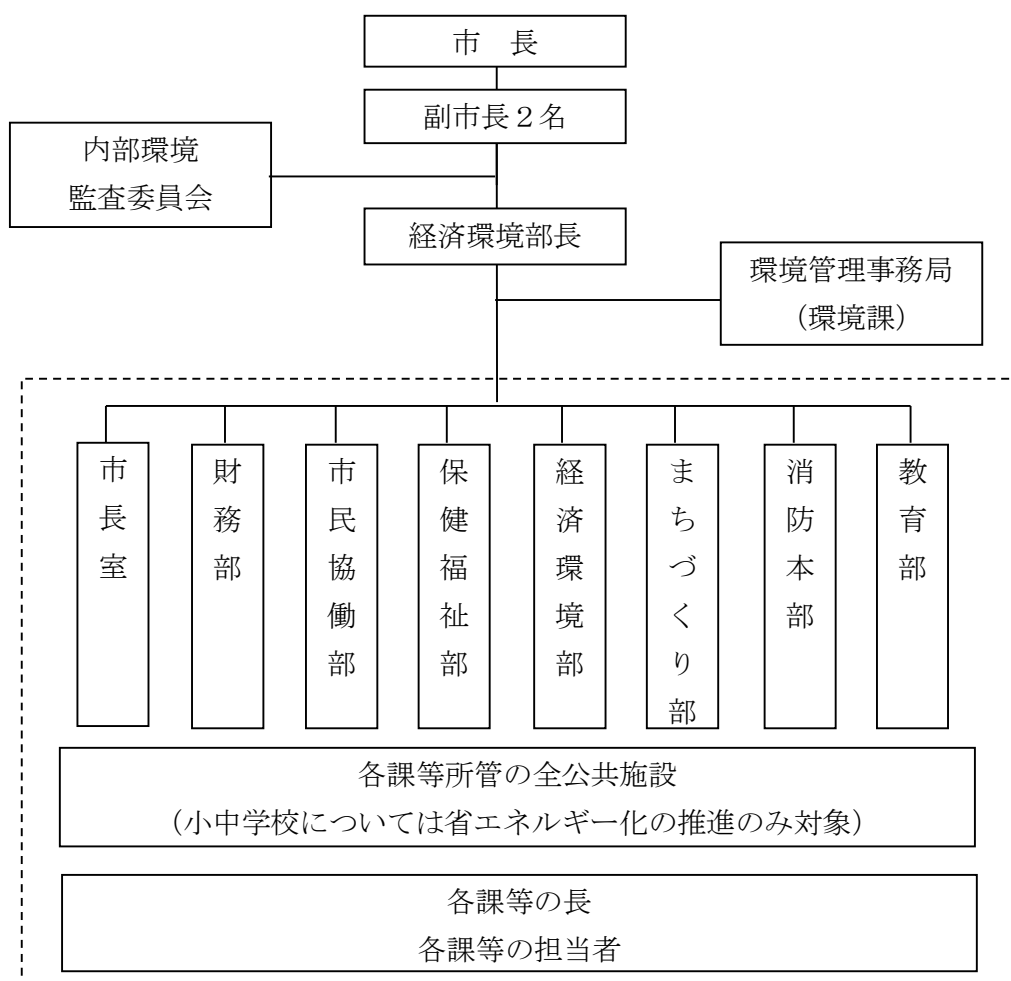 市　長
副市長２名
内部環境
監査委員会
経済環境部長
環境管理事務局
（環境課）
市長室
財務部
市民協働部
保健福祉部
経済環境部
まちづくり部
消防本部
教育部
各課等所管の全公共施設
（小中学校については省エネルギー化の推進のみ対象）
各課等の長
各課等の担当者